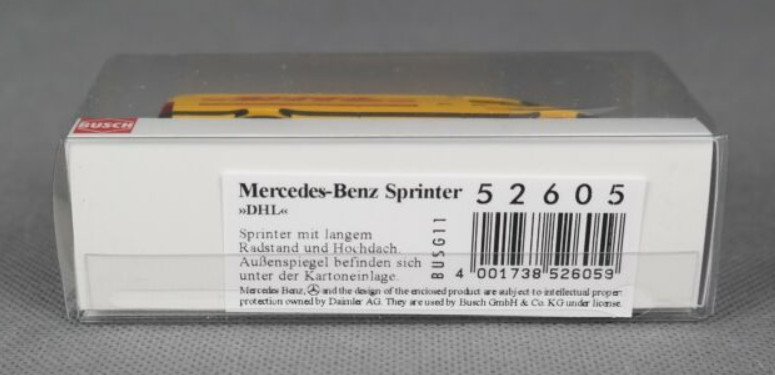 BUSCH
Mercedes-Benz Sprinter 52605
»DHL«
Sprinter mit langem
Radstand und Hochdach.
Außenspiegel befinden sich
unter der Kartoneinlage.
BUSG11
4 001738 526059
Mercedes Benz, and the design of the enclosed product are subject to intellectual proper-
protection owned by Daimler AG. They are used by Busch GmbH & Co. KG under license.